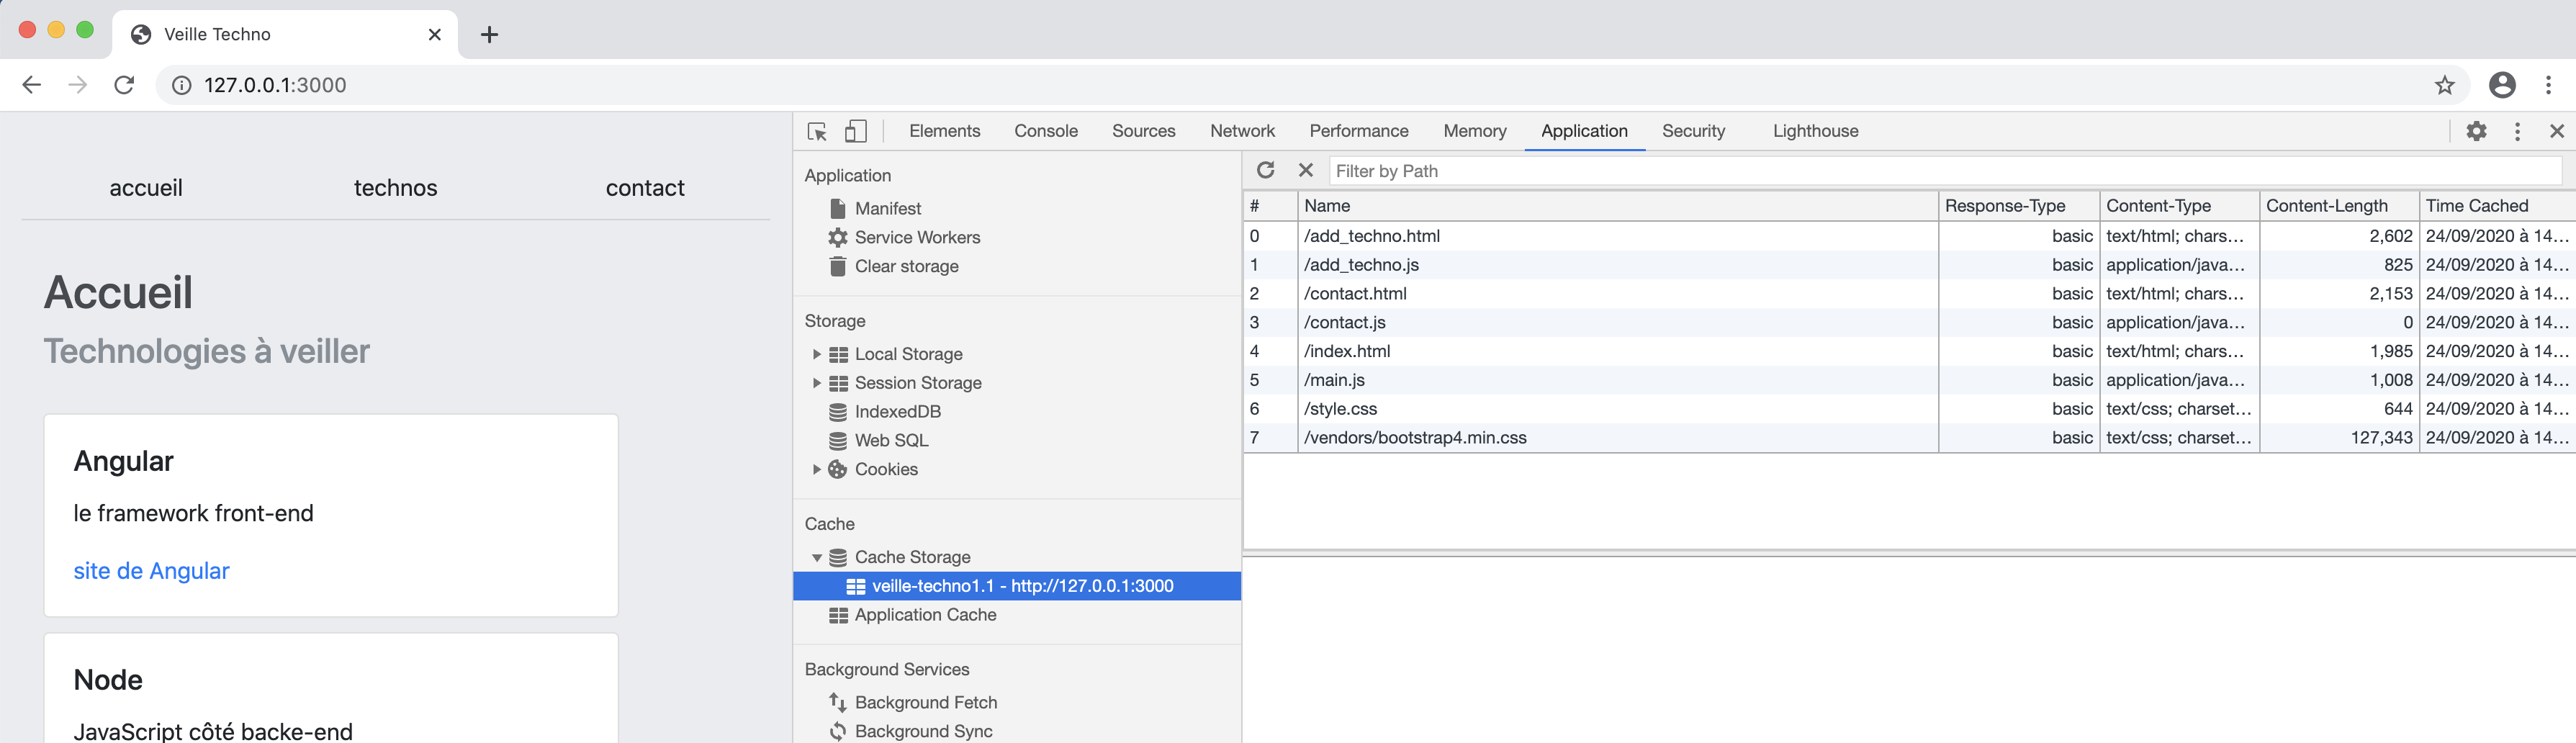 Veille Techno
127.0.0.1:3000
accueil technos contact
Accueil
Technologies à veiller
Angular
le framework front-end
site de Angular
Node
JavaScript côté backe-end
Elements Console Sources Network Performance Memory Application Security Lighthouse
Application
Manifest
Service Workers
Clear storage
Storage
Local Storage
Session Storage
IndexedDB
Web SQL
Cookies
Cache
Cache Storage
veille-techno1.1 - http://127.0.0.1:3000
Application Cache
Background Services
Background Fetch
Background Sync
Filter by Path
# Name Response-Type Content-Type Content-Length Time Cached
0 /add_techno.html basic text/html; chars... 2,602 24/09/2020 à 14...
1 /add_techno.js basic application/java... 825 24/09/2020 à 14...
2 /contact.html basic text/html; chars... 2,153 24/09/2020 à 14...
3 /contact.js basic application/java... 0 24/09/2020 à 14...
4 /index.html basic text/html; chars... 1,985 24/09/2020 à 14...
5 /main.js basic application/java... 1,008 24/09/2020 à 14...
6 /style.css basic text/css; charset... 644 24/09/2020 à 14...
7 /vendors/bootstrap4.min.css basic text/css; charset... 127,343 24/09/2020 à 14...